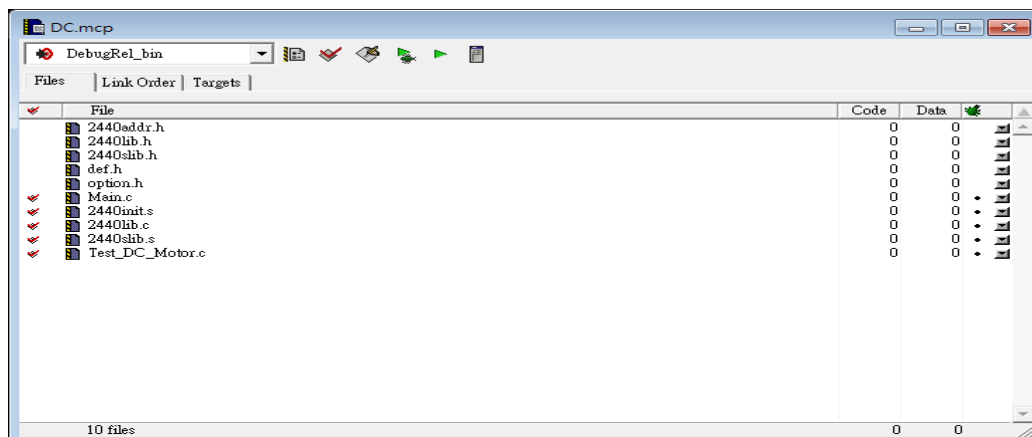 DC.mcp
DebugRel_bin
Files Link Order Targets
File Code Data
2440addr.h 0 0
2440lib.h 0 0
2440slib.h 0 0
def.h 0 0
option.h 0 0
Main.c 0 0
2440init.s 0 0
2440lib.c 0 0
2440slib.s 0 0
Test_DC_Motor.c 0 0
10 files 0 0